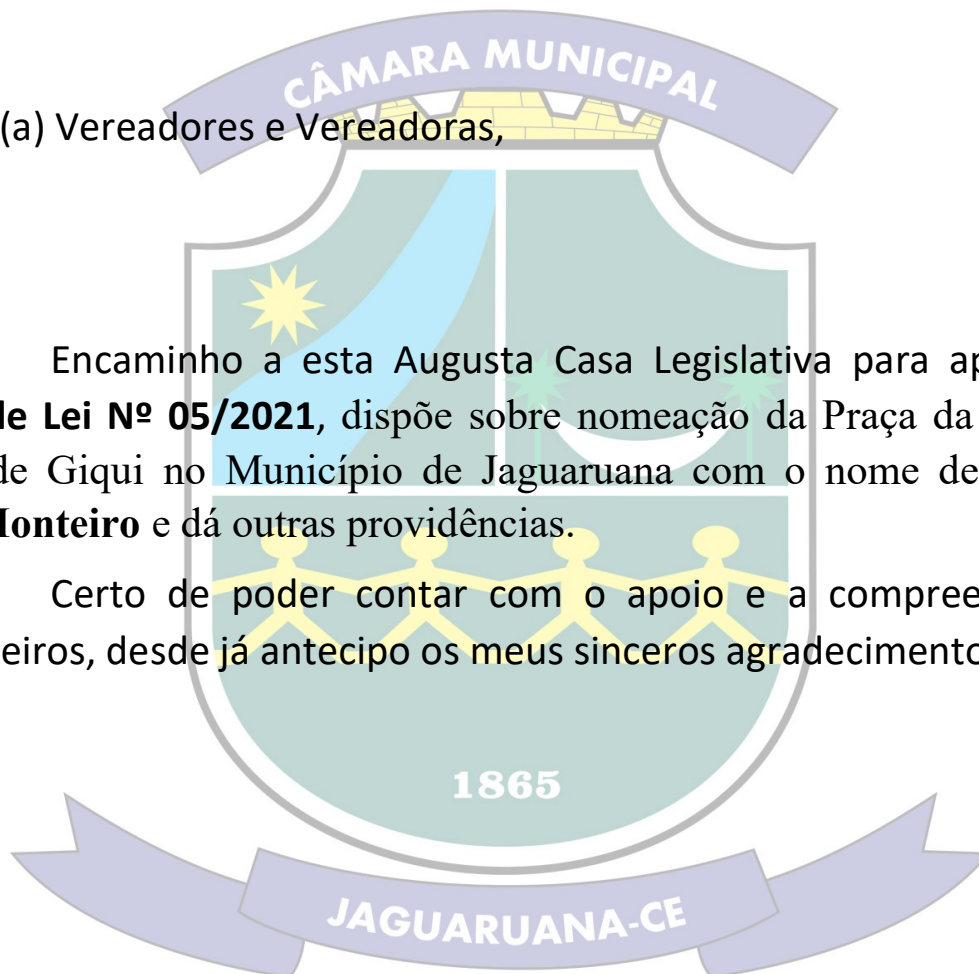 CÂMARA MUNICIPAL
(a) Vereadores e Vereadoras,
Encaminho a esta Augusta Casa Legislativa para ap
de Lei Nº 05/2021, dispõe sobre nomeação da Praça da
de Giqui no Município de Jaguaruana com o nome de
Monteiro e dá outras providências.
Certo de poder contar com o apoio e a compree
eiros, desde já antecipo os meus sinceros agradecimento
1865
JAGUARUANA-CE